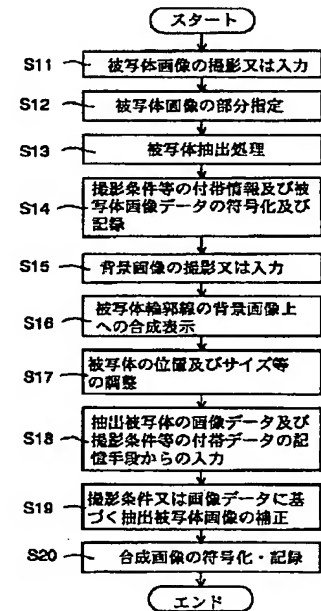 スタート
S11
被写体画像の撮影又は入力
S12
被写体画像の部分指定
S13
被写体抽出処理
S14
撮影条件等の付帯情報及び被
写体画像データの符号化及び
記録
S15
背景画像の撮影又は入力
S16
被写体輪郭線の背景画像上
への合成表示
S17
被写体の位置及びサイズ等
の調整
S18
抽出被写体の画像データ及び
撮影条件等の付帯データの記
憶手段からの入力
S19
撮影条件又は画像データに基
づく抽出被写体画像の補正
S20
合成画像の符号化・記録
エンド